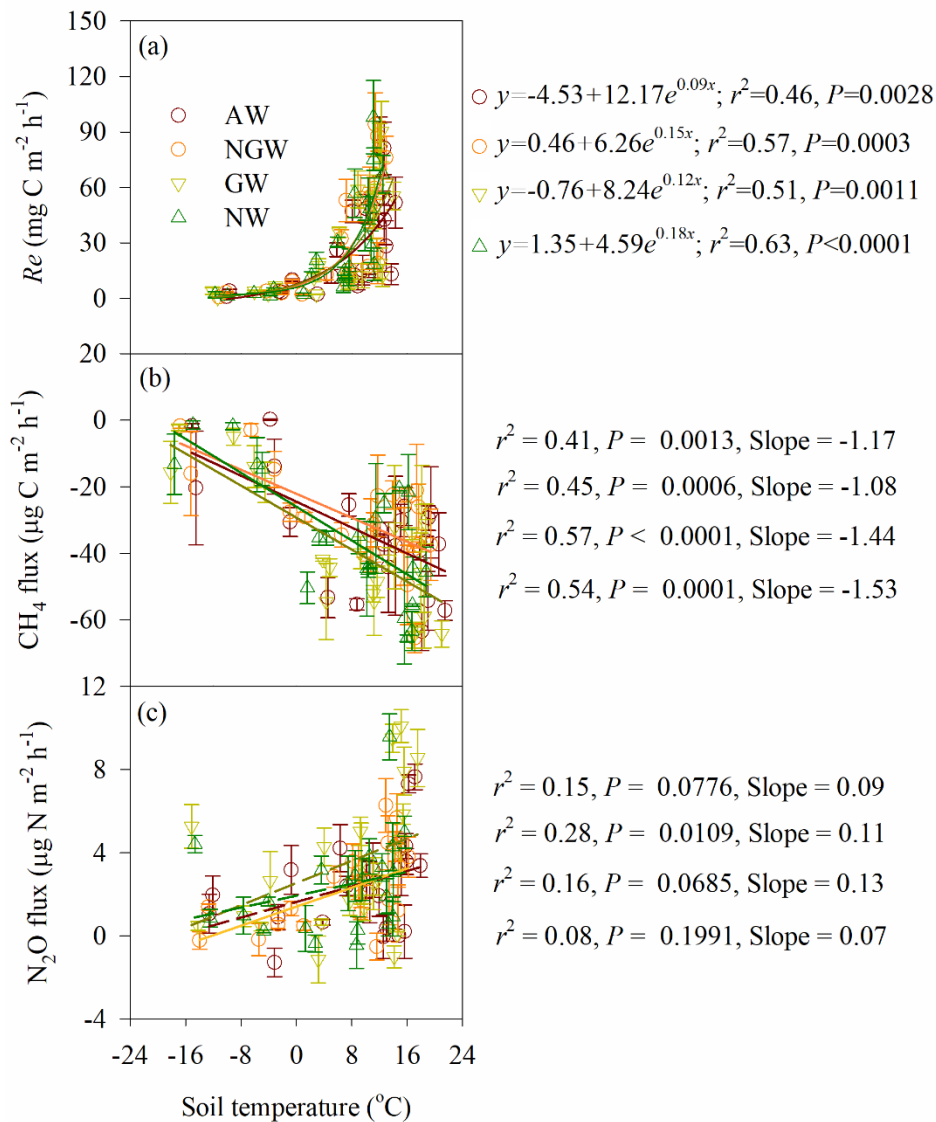 150
(a)
120
AW
NGW
GW
NW
90
60
30
0
Re (mg C m⁻² h⁻¹)
y=-4.53+12.17e^0.09x; r²=0.46, P=0.0028
y=0.46+6.26e^0.15x; r²=0.57, P=0.0003
y=-0.76+8.24e^0.12x; r²=0.51, P=0.0011
y=1.35+4.59e^0.18x; r²=0.63, P<0.0001
20
(b)
0
-20
-40
-60
CH₄ flux (µg C m⁻² h⁻¹)
r² = 0.41, P = 0.0013, Slope = -1.17
r² = 0.45, P = 0.0006, Slope = -1.08
r² = 0.57, P < 0.0001, Slope = -1.44
r² = 0.54, P = 0.0001, Slope = -1.53
12
(c)
8
4
0
-4
N₂O flux (µg N m⁻² h⁻¹)
r² = 0.15, P = 0.0776, Slope = 0.09
r² = 0.28, P = 0.0109, Slope = 0.11
r² = 0.16, P = 0.0685, Slope = 0.13
r² = 0.08, P = 0.1991, Slope = 0.07
-24 -16 -8 0 8 16 24
Soil temperature (°C)